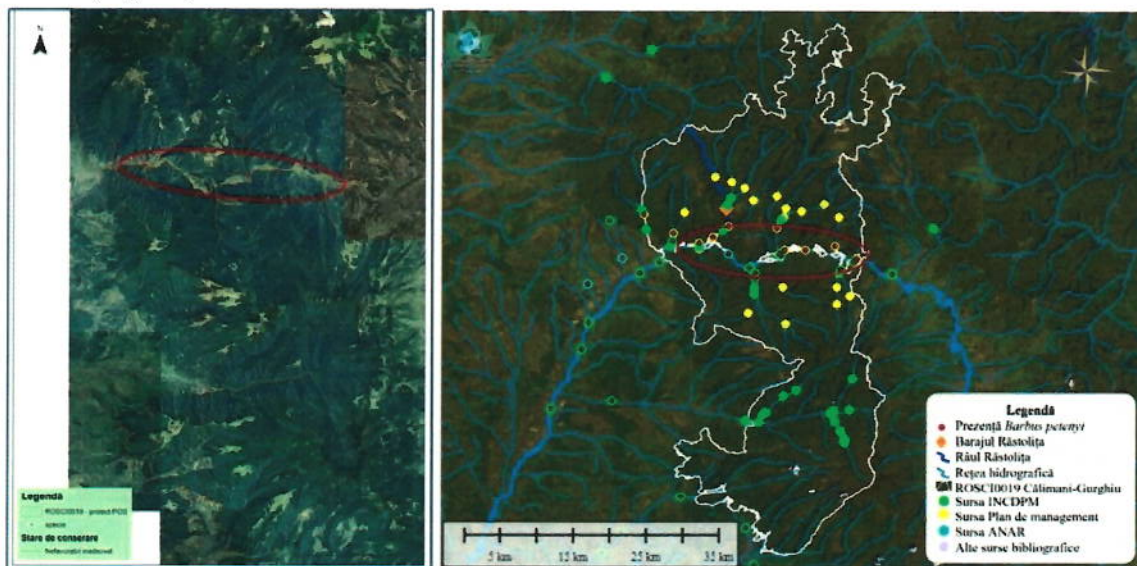 N
Legendă
ROSCI0019 - proiect POS
specie
Stare de conservare
Nefavorabil
5 km
15 km
25 km
35 km
Legendă
Prezență Barbus petenyi
Barajul Răstolița
Râul Răstolița
Rețea hidrografică
ROSCI0019 Călimani-Gurghiu
Sursa INCDPM
Sursa Plan de management
Sursa ANAR
Alte surse bibliografice